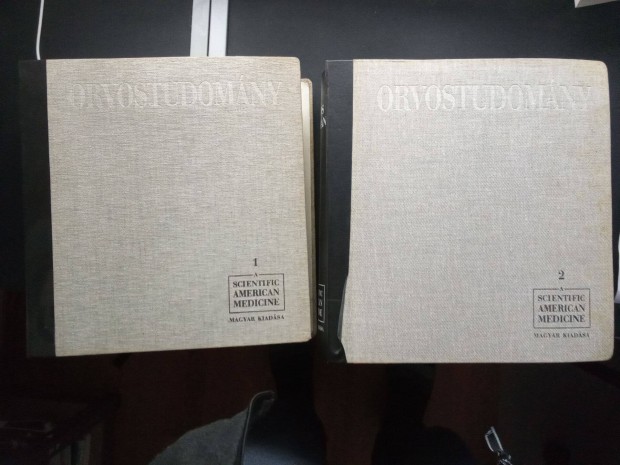 ORVOSTUDOMÁNY
1
A
SCIENTIFIC
AMERICAN
MEDICINE
MAGYAR KIADÁSA
ORVOSTUDOMÁNY
2
A
SCIENTIFIC
AMERICAN
MEDICINE
MAGYAR KIADÁSA